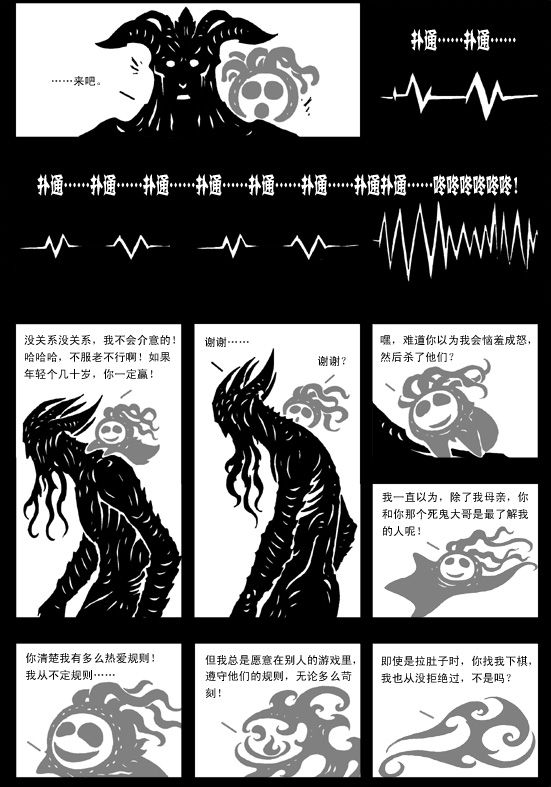 ……来吧。
扑通……扑通……
扑通……扑通……扑通……扑通……扑通……扑通……扑通扑通……咚咚咚咚咚咚！
没关系没关系，我不会介意的！
哈哈哈，不服老不行啊！如果
年轻个几十岁，你一定赢！
谢谢……
谢谢？
嘿，难道你以为我会恼羞成怒，
然后杀了他们？
我一直以为，除了我母亲，你
和你那个死鬼大哥是最了解我
的人呢！
你清楚我有多么热爱规则！
我从不定规则……
但我总是愿意在别人的游戏里，
遵守他们的规则，无论多么苛
刻！
即使是拉肚子时，你找我下棋，
我也从没拒绝过，不是吗？